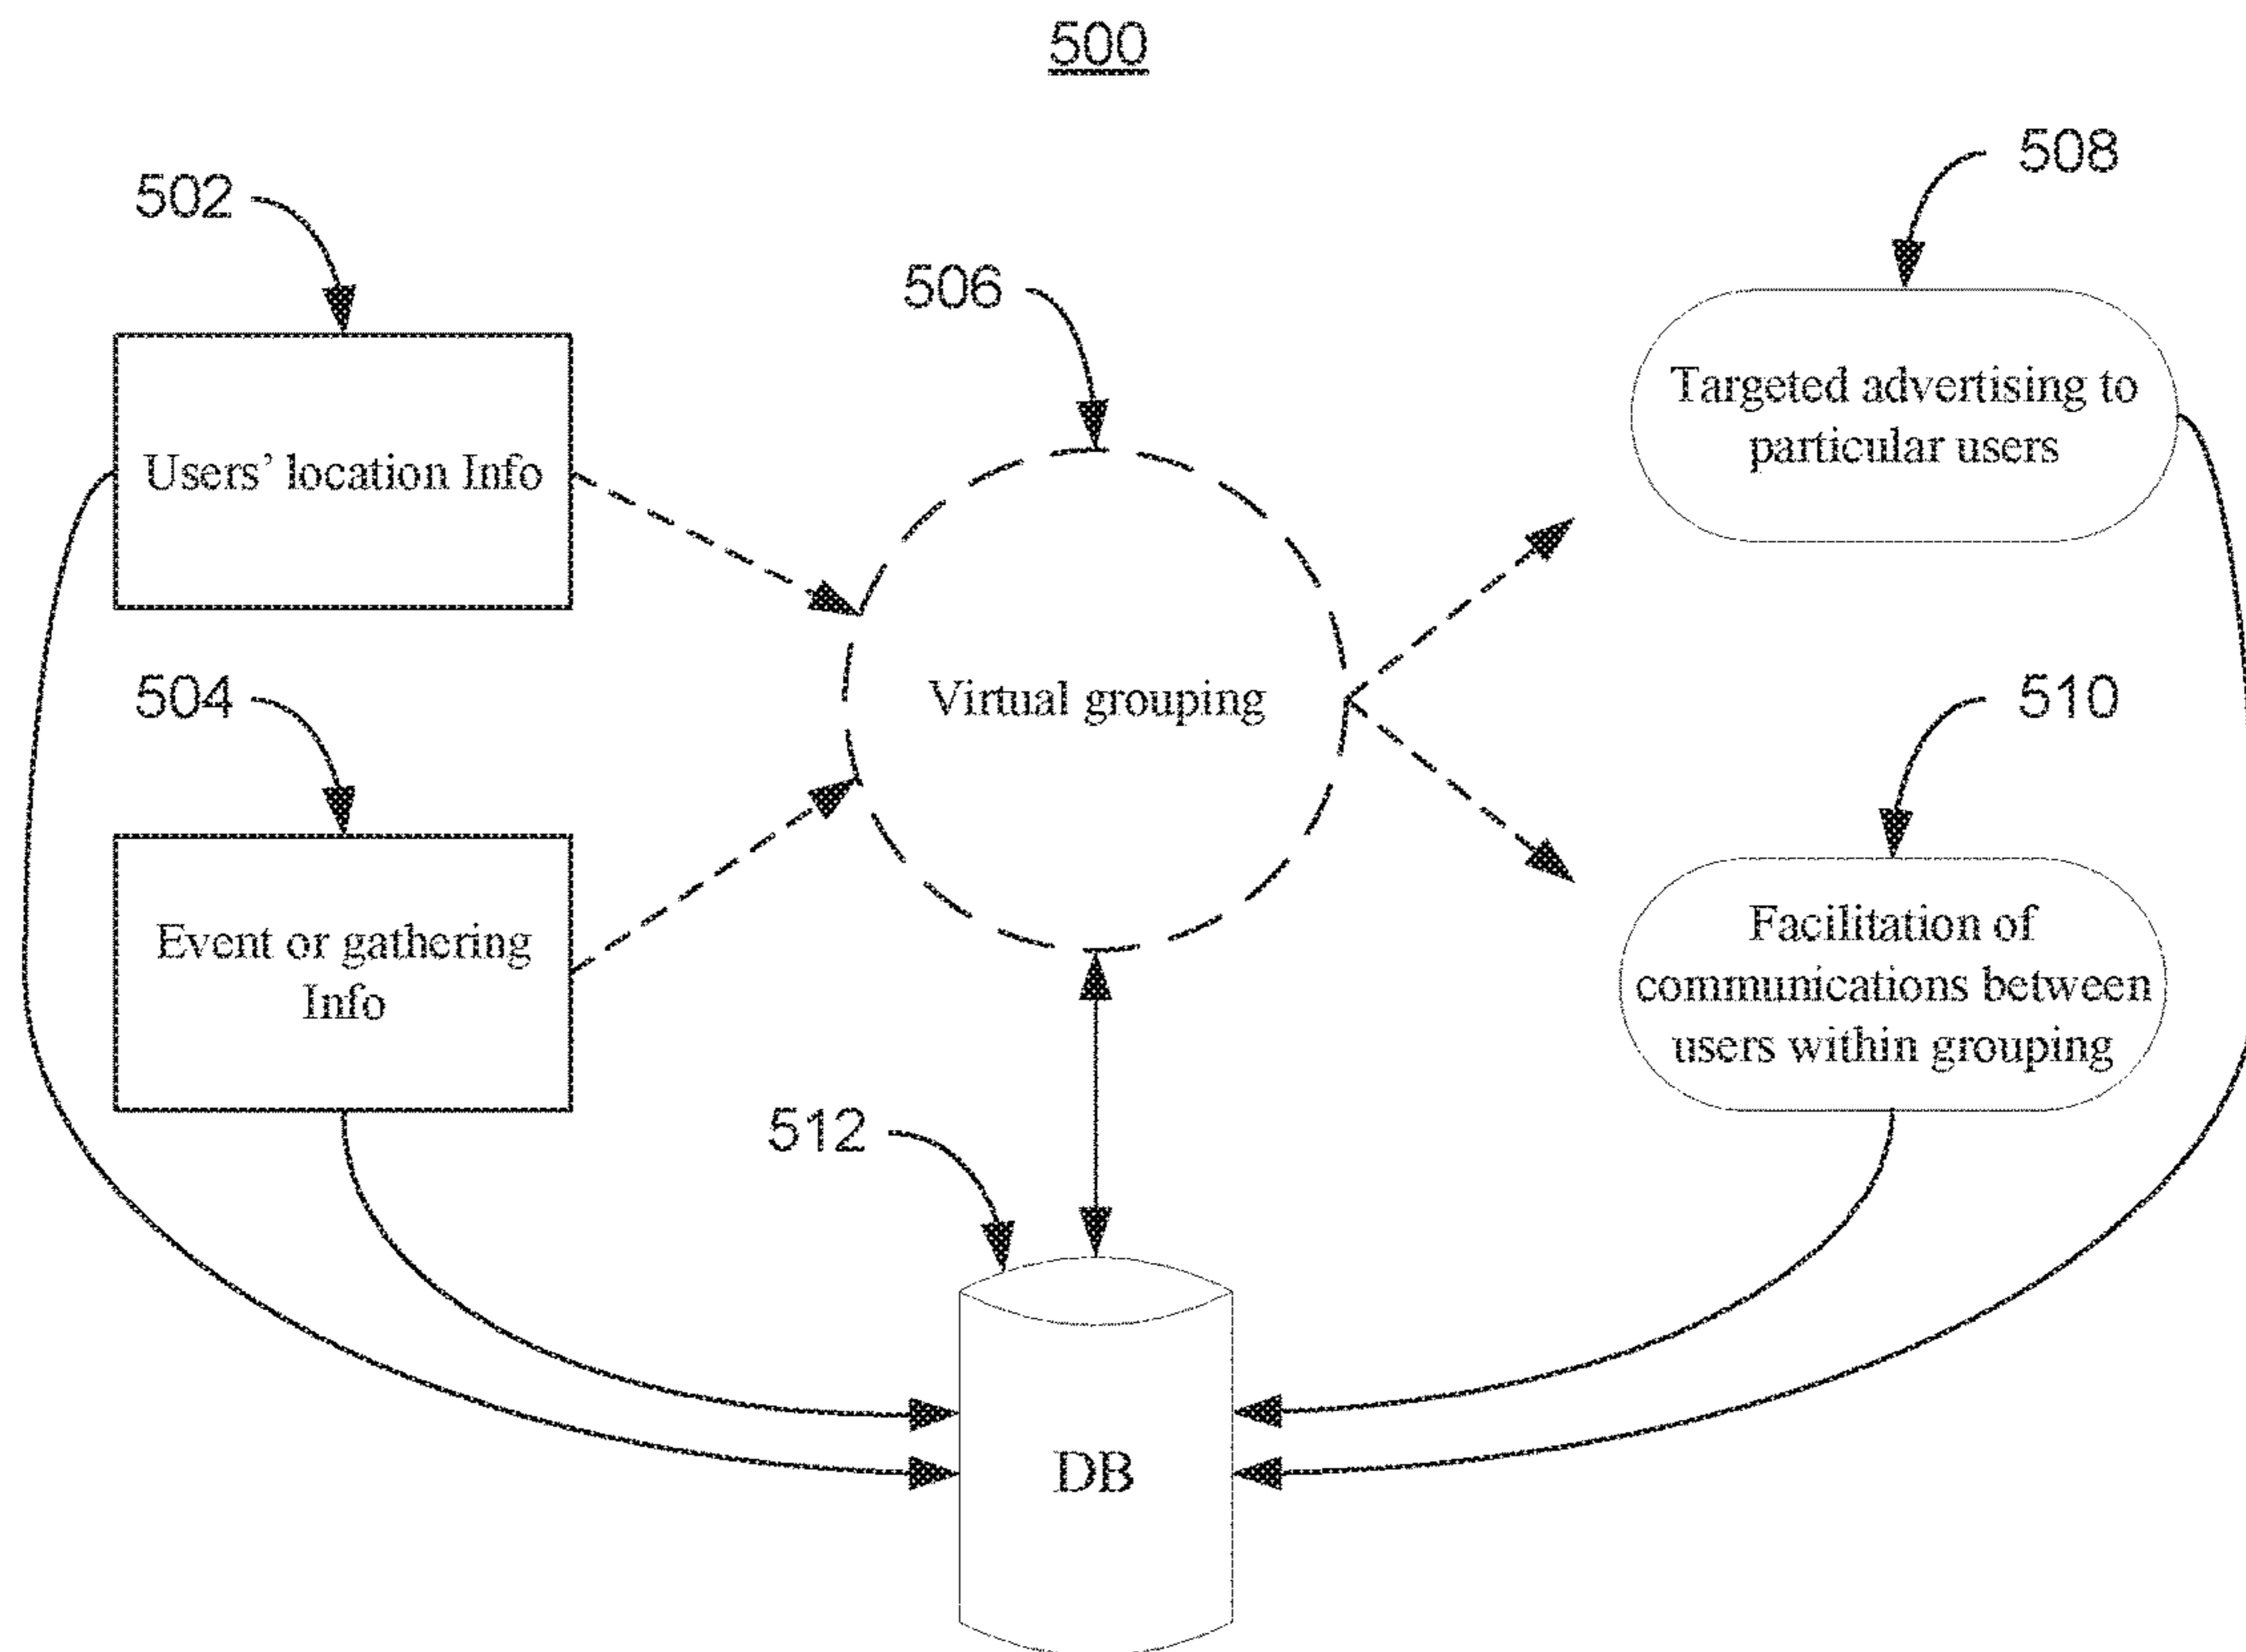 500
502
508
506
Users’ location Info
Targeted advertising to
particular users
504
Virtual grouping
510
Event or gathering
Info
Facilitation of
communications between
users within grouping
512
DB